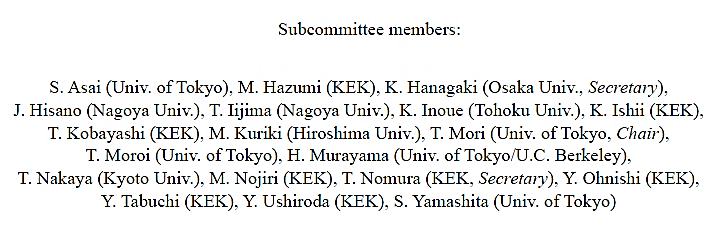 Subcommittee members:
S. Asai (Univ. of Tokyo), M. Hazumi (KEK), K. Hanagaki (Osaka Univ., Secretary),
J. Hisano (Nagoya Univ.), T. Iijima (Nagoya Univ.), K. Inoue (Tohoku Univ.), K. Ishii (KEK),
T. Kobayashi (KEK), M. Kuriki (Hiroshima Univ.), T. Mori (Univ. of Tokyo, Chair),
T. Moroi (Univ. of Tokyo), H. Murayama (Univ. of Tokyo/U.C. Berkeley),
T. Nakaya (Kyoto Univ.), M. Nojiri (KEK), T. Nomura (KEK, Secretary), Y. Ohnishi (KEK),
Y. Tabuchi (KEK), Y. Ushiroda (KEK), S. Yamashita (Univ. of Tokyo)